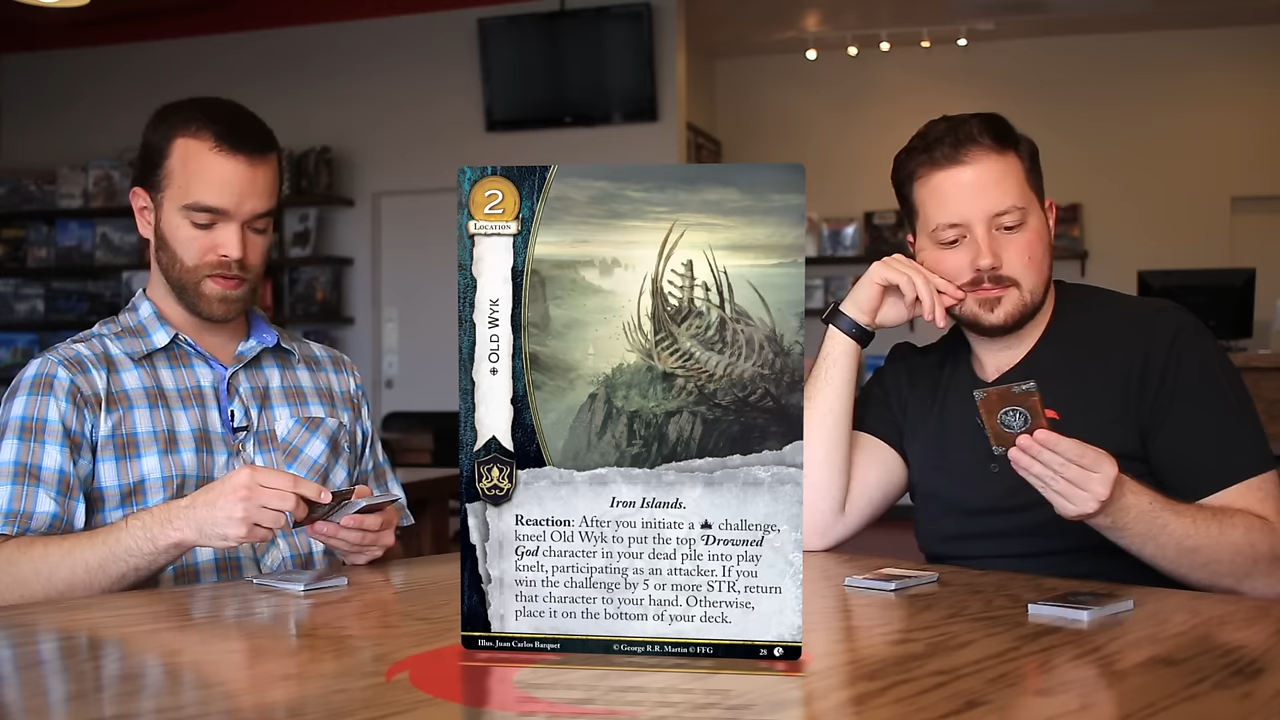 2
Location
Old Wyk
Iron Islands.
Reaction: After you initiate a challenge,
kneel Old Wyk to put the top Drowned
God character in your dead pile into play
knelt, participating as an attacker. If you
win the challenge by 5 or more STR, return
that character to your hand. Otherwise,
place it on the bottom of your deck.
Illus. Juan Carlos Barquet
© George R.R. Martin © FFG
28